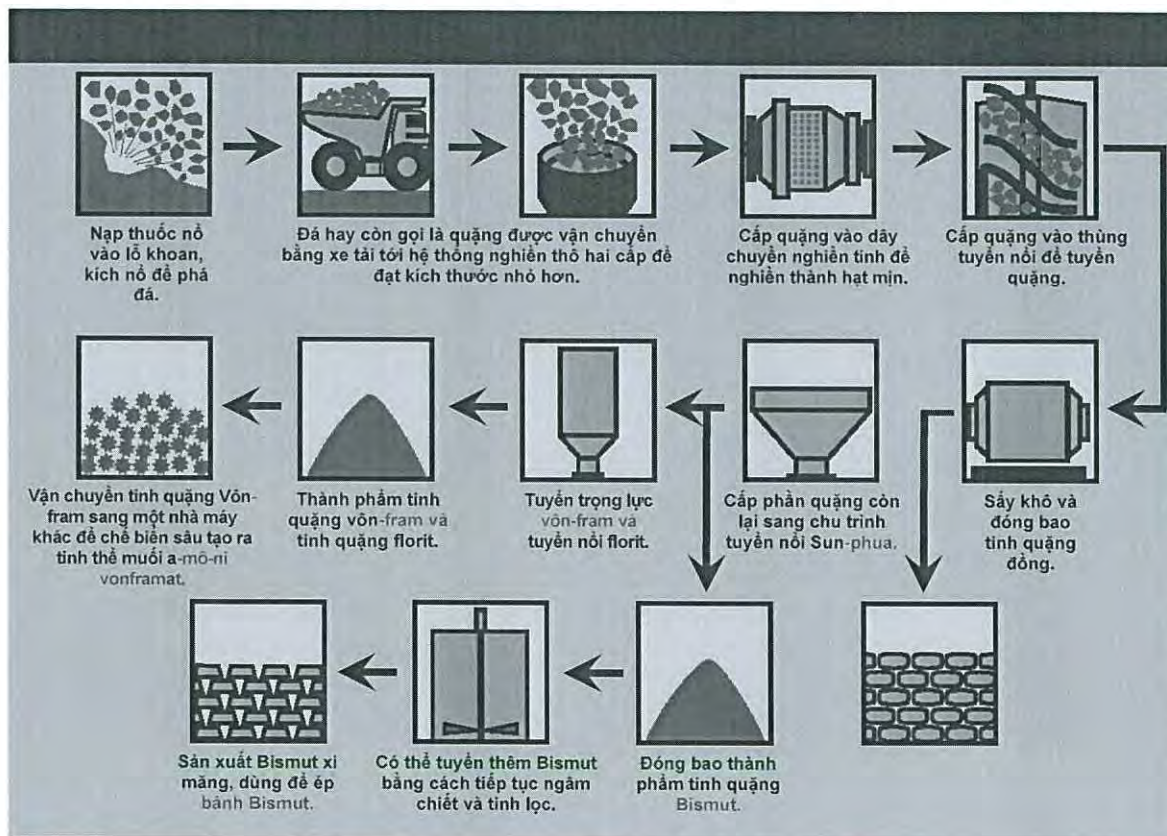 Nạp thuốc nổ
vào lỗ khoan,
kích nổ để phá
đá.
Đá hay còn gọi là quặng được vận chuyển
bằng xe tải tới hệ thống nghiền thô hai cấp để
đạt kích thước nhỏ hơn.
Cấp quặng vào dây
chuyền nghiền tinh để
nghiền thành hạt mịn.
Cấp quặng vào thùng
tuyển nổi để tuyển
quặng.
Vận chuyển tinh quặng Vôn-
fram sang một nhà máy
khác để chế biến sâu tạo ra
tinh thể muối a-mô-ni
vonframat.
Thành phẩm tinh
quặng vôn-fram và
tinh quặng florit.
Tuyển trọng lực
vôn-fram và
tuyển nổi florit.
Cấp phần quặng còn
lại sang chu trình
tuyển nổi Sun-phua.
Sấy khô và
đóng bao
tinh quặng
đồng.
Sản xuất Bismut xi
măng, dùng để ép
bánh Bismut.
Có thể tuyển thêm Bismut
bằng cách tiếp tục ngâm
chiết và tinh lọc.
Đóng bao thành
phẩm tinh quặng
Bismut.